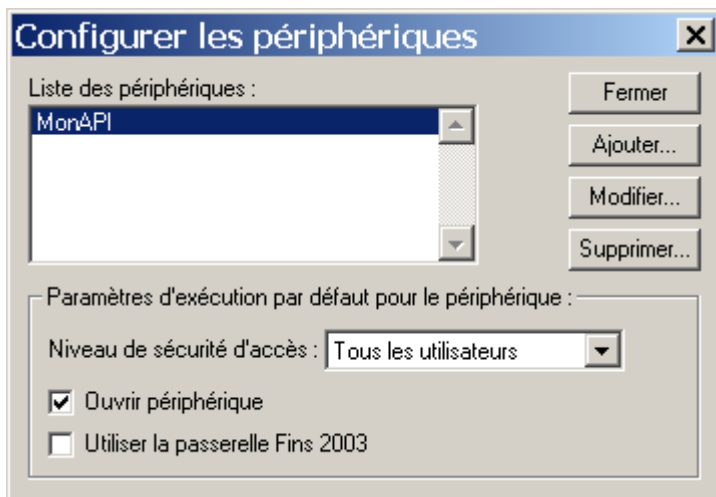 Configurer les périphériques
Liste des périphériques :
MonAPI
Fermer
Ajouter...
Modifier...
Supprimer...
Paramètres d'exécution par défaut pour le périphérique :
Niveau de sécurité d'accès : Tous les utilisateurs
Ouvrir périphérique
Utiliser la passerelle Fins 2003